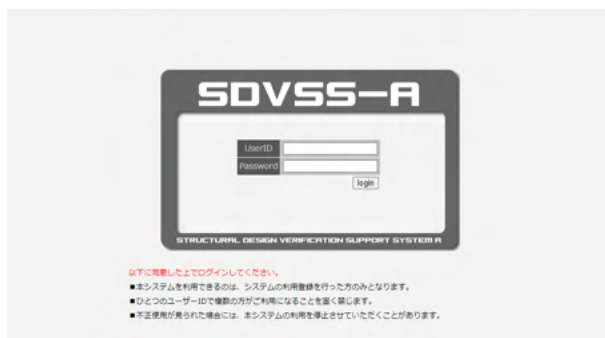 SDVSS-A
UserID
Password
login
STRUCTURAL DESIGN VERIFICATION SUPPORT SYSTEM A
以下に同意した上でログインしてください。
■本システムを利用できるのは、システムの利用登録を行った方のみとなります。
■ひとつのユーザーIDで複数の方がご利用になることを固く禁じます。
■不正使用が見られた場合には、本システムの利用を停止させていただくことがあります。